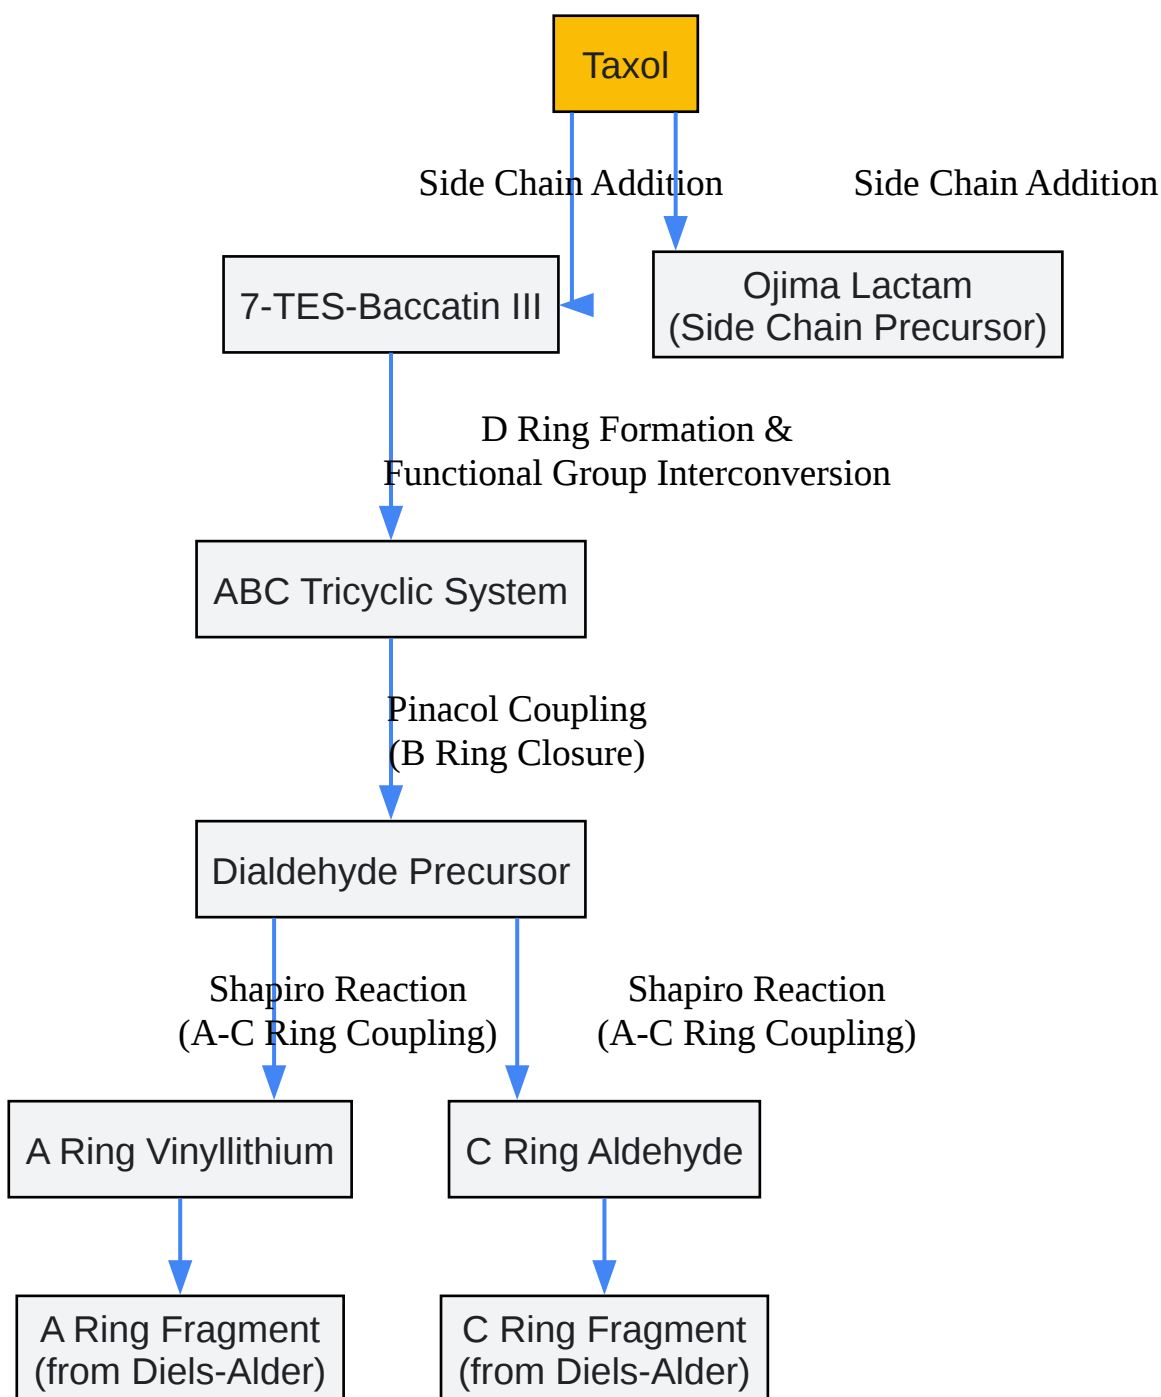 Taxol
Side Chain Addition
Side Chain Addition
7-TES-Baccatin III
Ojima Lactam
(Side Chain Precursor)
D Ring Formation &
Functional Group Interconversion
ABC Tricyclic System
Pinacol Coupling
(B Ring Closure)
Dialdehyde Precursor
Shapiro Reaction
(A-C Ring Coupling)
Shapiro Reaction
(A-C Ring Coupling)
A Ring Vinyllithium
C Ring Aldehyde
A Ring Fragment
(from Diels-Alder)
C Ring Fragment
(from Diels-Alder)